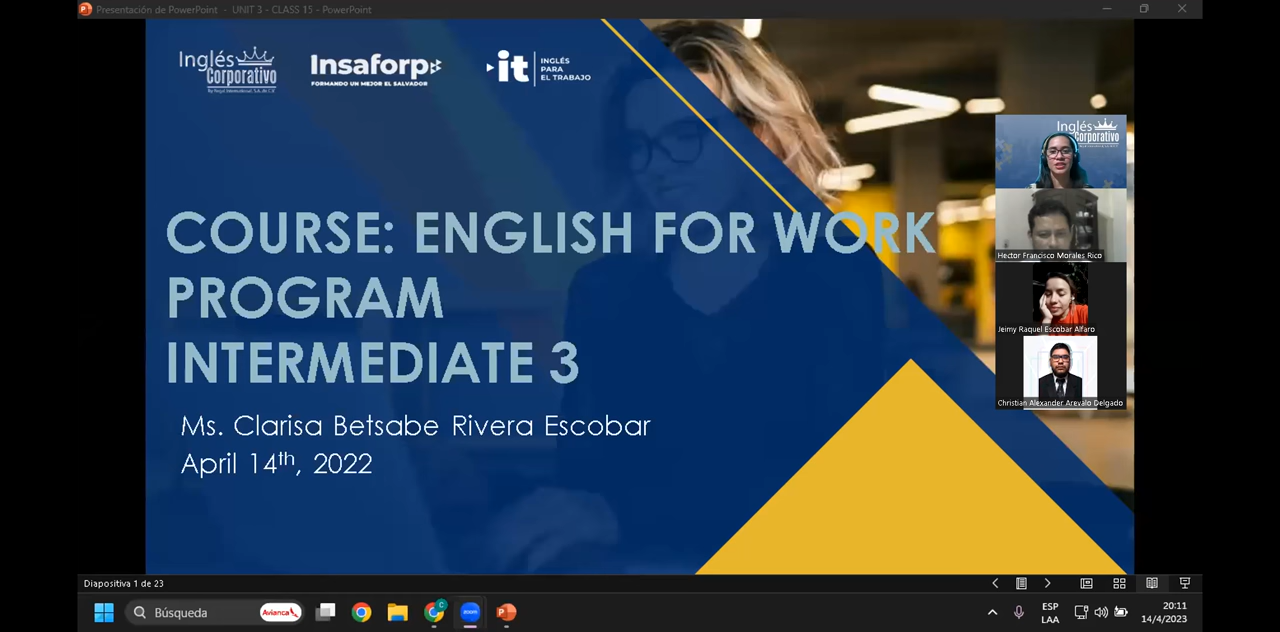 Presentación de PowerPoint - UNIT 3 - CLASS 15 - PowerPoint
Inglés
Corporativo
Insaforp
FORMANDO UN MEJOR EL SALVADOR
it
INGLÉS
PARA
EL TRABAJO
Inglés
Corporativo
Hector Francisco Morales Rico
Jeimy Raquel Escobar Alfaro
Christian Alexander Arevalo Delgado
COURSE: ENGLISH FOR WORK
PROGRAM
INTERMEDIATE 3
Ms. Clarisa Betsabe Rivera Escobar
April 14th, 2022
Diapositiva 1 de 23
Búsqueda
Avianca
C
zoom
ESP
LAA
20:11
14/4/2023